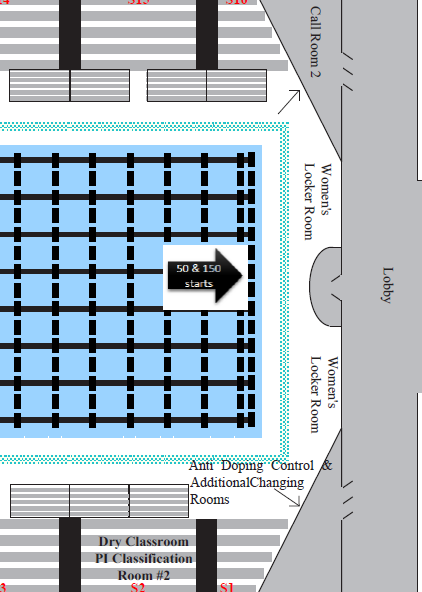 S15
S16
Call Room 2
Women's
Locker Room
50 & 150
starts
Lobby
Women's
Locker Room
Anti Doping Control &
AdditionalChanging
Rooms
Dry Classroom
PI Classification
Room #2
S2
S1